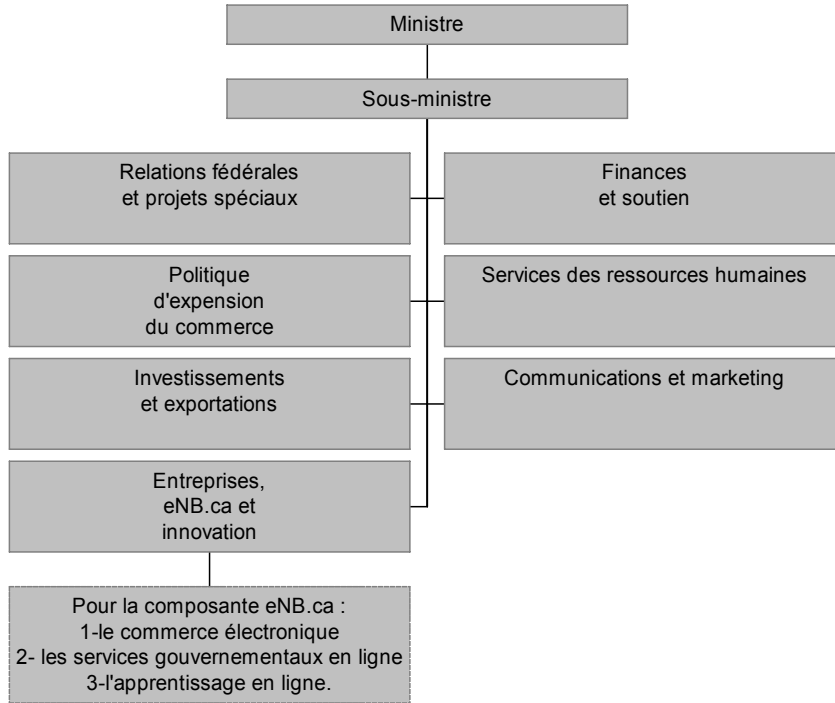 Ministre
Sous-ministre
Relations fédérales
et projets spéciaux
Finances
et soutien
Politique
d'expension
du commerce
Services des ressources humaines
Investissements
et exportations
Communications et marketing
Entreprises,
eNB.ca et
innovation
Pour la composante eNB.ca :
1-le commerce électronique
2- les services gouvernementaux en ligne
3-l'apprentissage en ligne.